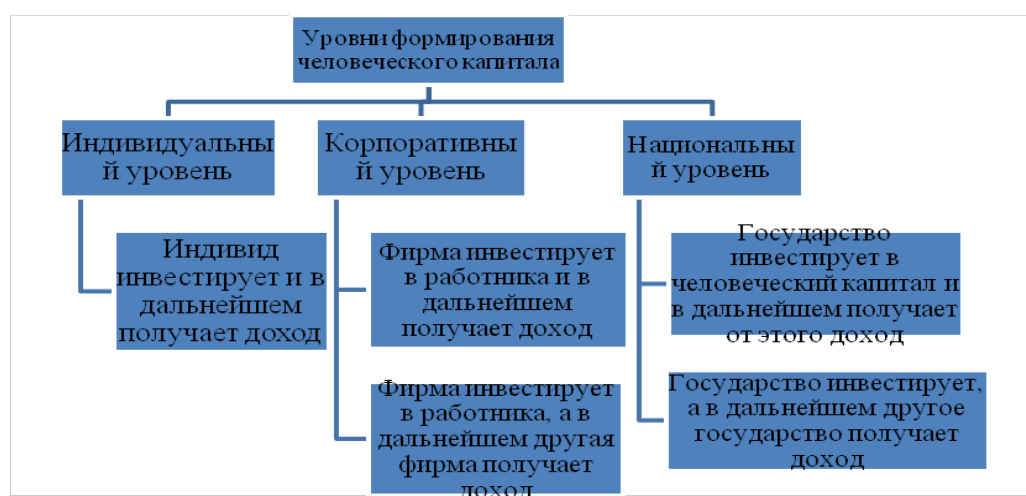 Уровни формирования
человеческого капитала
Индивидуальны
й уровень
Корпоративны
й уровень
Национальны
й уровень
Индивид
инвестирует и в
дальнейшем
получает доход
Фирма инвестирует
в работника и в
дальнейшем
получает доход
Государство
инвестирует в
человеческий капитал и
в дальнейшем получает
от этого доход
Фирма инвестирует
в работника, а в
дальнейшем другая
фирма получает
доход
Государство инвестирует,
а в дальнейшем другое
государство получает
доход